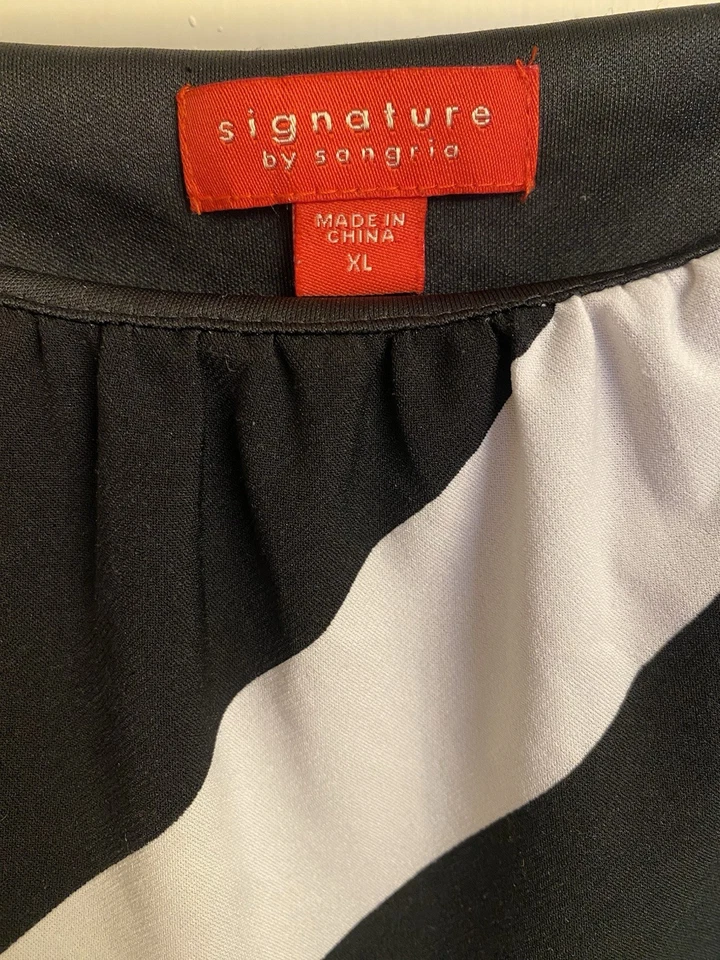 signature
by sangria
MADE IN
CHINA
XL